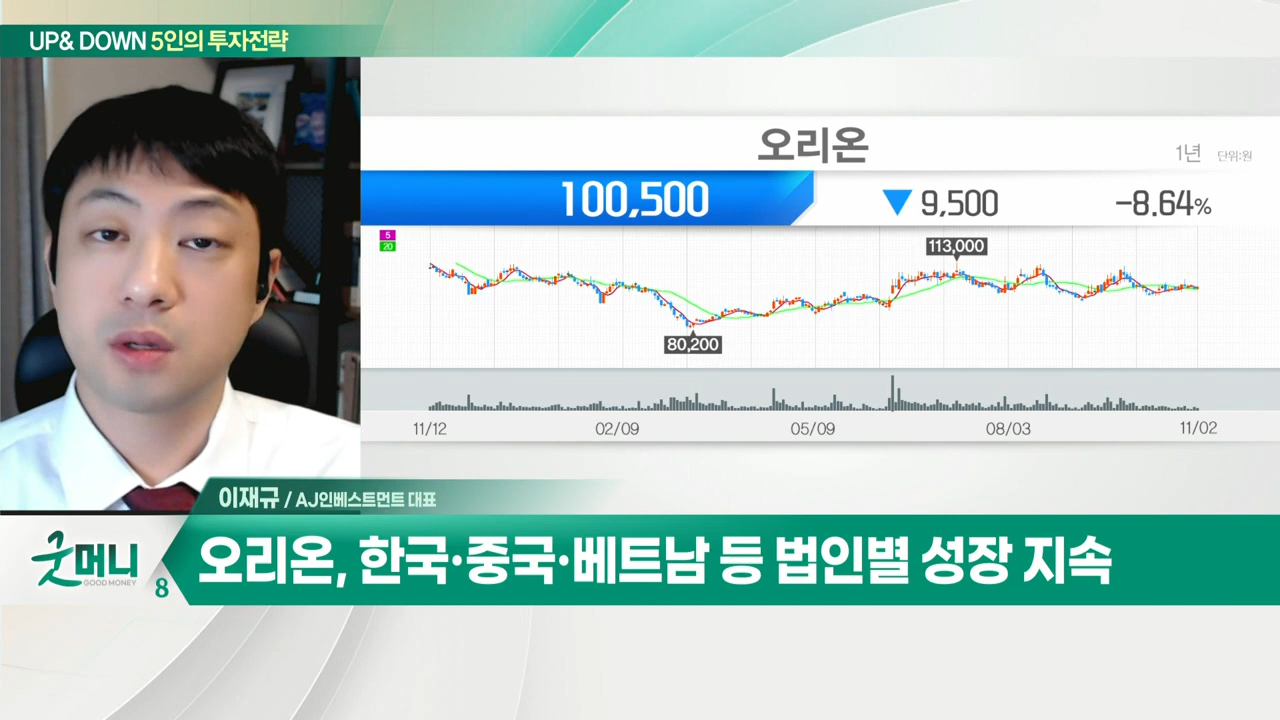 UP& DOWN 5인의 투자전략
오리온
1년 단위:원
100,500 ▼ 9,500 -8.64%
5
20
113,000
80,200
11/12 02/09 05/09 08/03 11/02
이재규 / AJ인베스트먼트 대표
굿머니
GOOD MONEY
8
오리온, 한국·중국·베트남 등 법인별 성장 지속